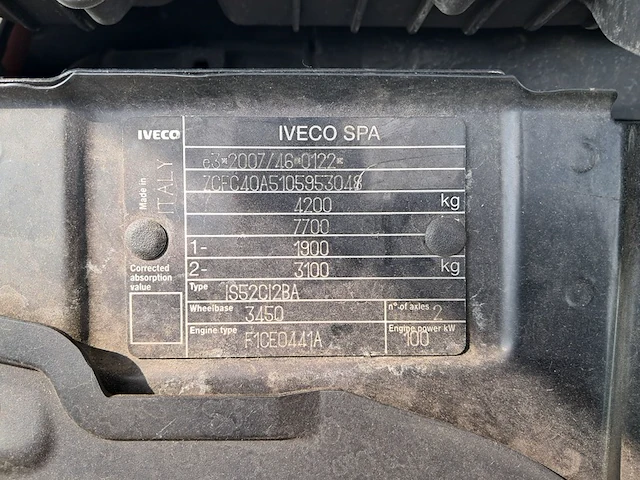 IVECO
IVECO SPA
e3*2007/46*0122*
ZCFC40A5105953048
4200 kg
7700
1- 1900
2- 3100 kg
Made in ITALY
Corrected absorption value
Type IS52CI2BA
Wheelbase 3450 n° of axles 2
Engine type F1CE0441A Engine power kW 100